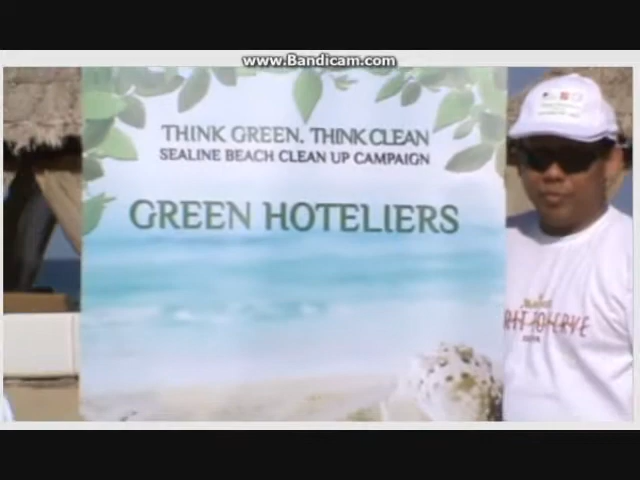 www.Bandicam.com
THINK GREEN. THINK CLEAN
SEALINE BEACH CLEAN UP CAMPAIGN
GREEN HOTELIERS